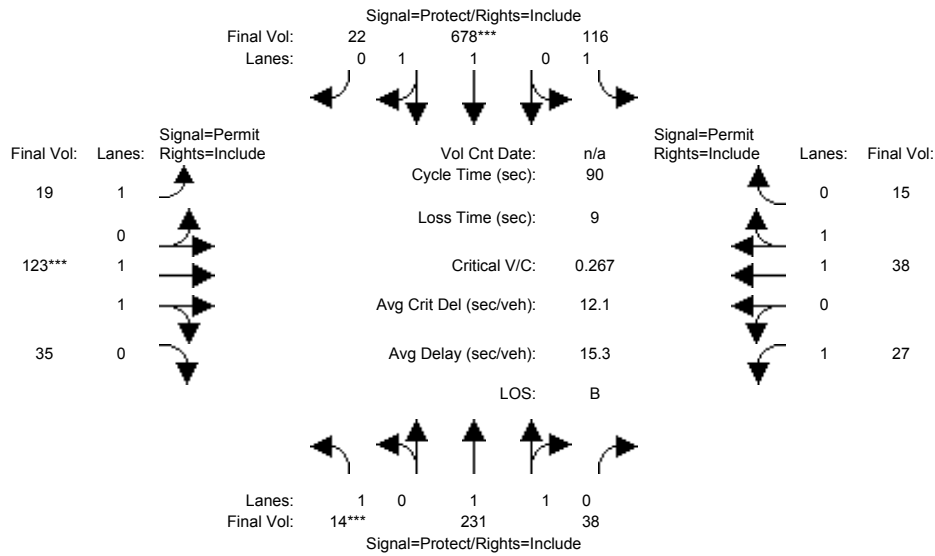 Signal=Protect/Rights=Include
Final Vol: 22 678*** 116
Lanes: 0 1 1 0 1
Signal=Permit
Final Vol: Lanes: Rights=Include
Vol Cnt Date: n/a
Signal=Permit
Rights=Include Lanes: Final Vol:
Cycle Time (sec): 90
19 1
0 15
Loss Time (sec): 9
0
1
123*** 1
Critical V/C: 0.267
1 38
1
Avg Crit Del (sec/veh): 12.1
0
35 0
Avg Delay (sec/veh): 15.3
1 27
LOS: B
Lanes: 1 0 1 1 0
Final Vol: 14*** 231 38
Signal=Protect/Rights=Include